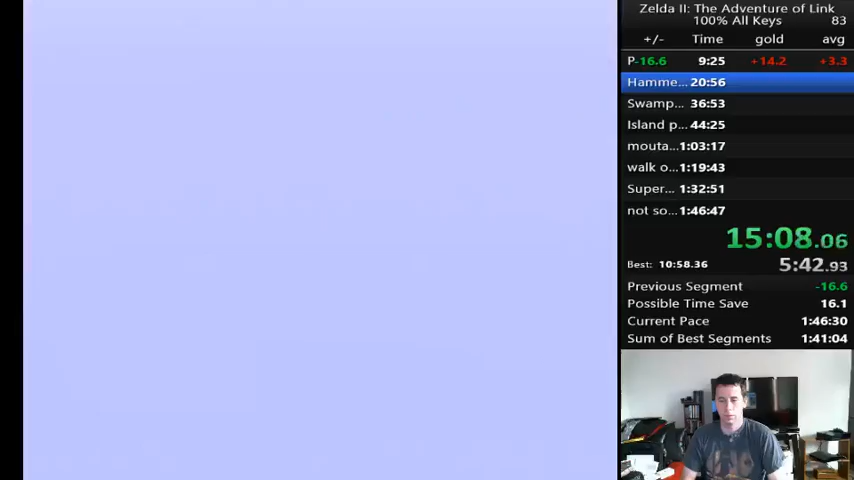 Zelda II: The Adventure of Link
100% All Keys 83
+/- Time gold avg
P-16.6 9:25 +14.2 +3.3
Hamme... 20:56
Swamp... 36:53
Island p... 44:25
mouta... 1:03:17
walk o... 1:19:43
Super... 1:32:51
not so... 1:46:47
15:08.06
Best: 10:58.36 5:42.93
Previous Segment -16.6
Possible Time Save 16.1
Current Pace 1:46:30
Sum of Best Segments 1:41:04